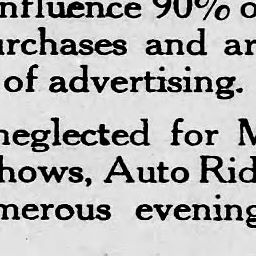 nfluence 90% o
urchases and ar
of advertising.
neglected for M
hows, Auto Rid
merous evening